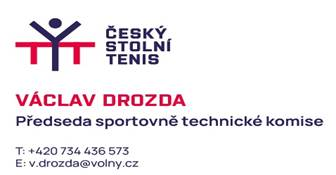 ČESKÝ
STOLNÍ
TENIS
VÁCLAV DROZDA
Předseda sportovně technické komise
T: +420 734 436 573
E: v.drozda@volny.cz